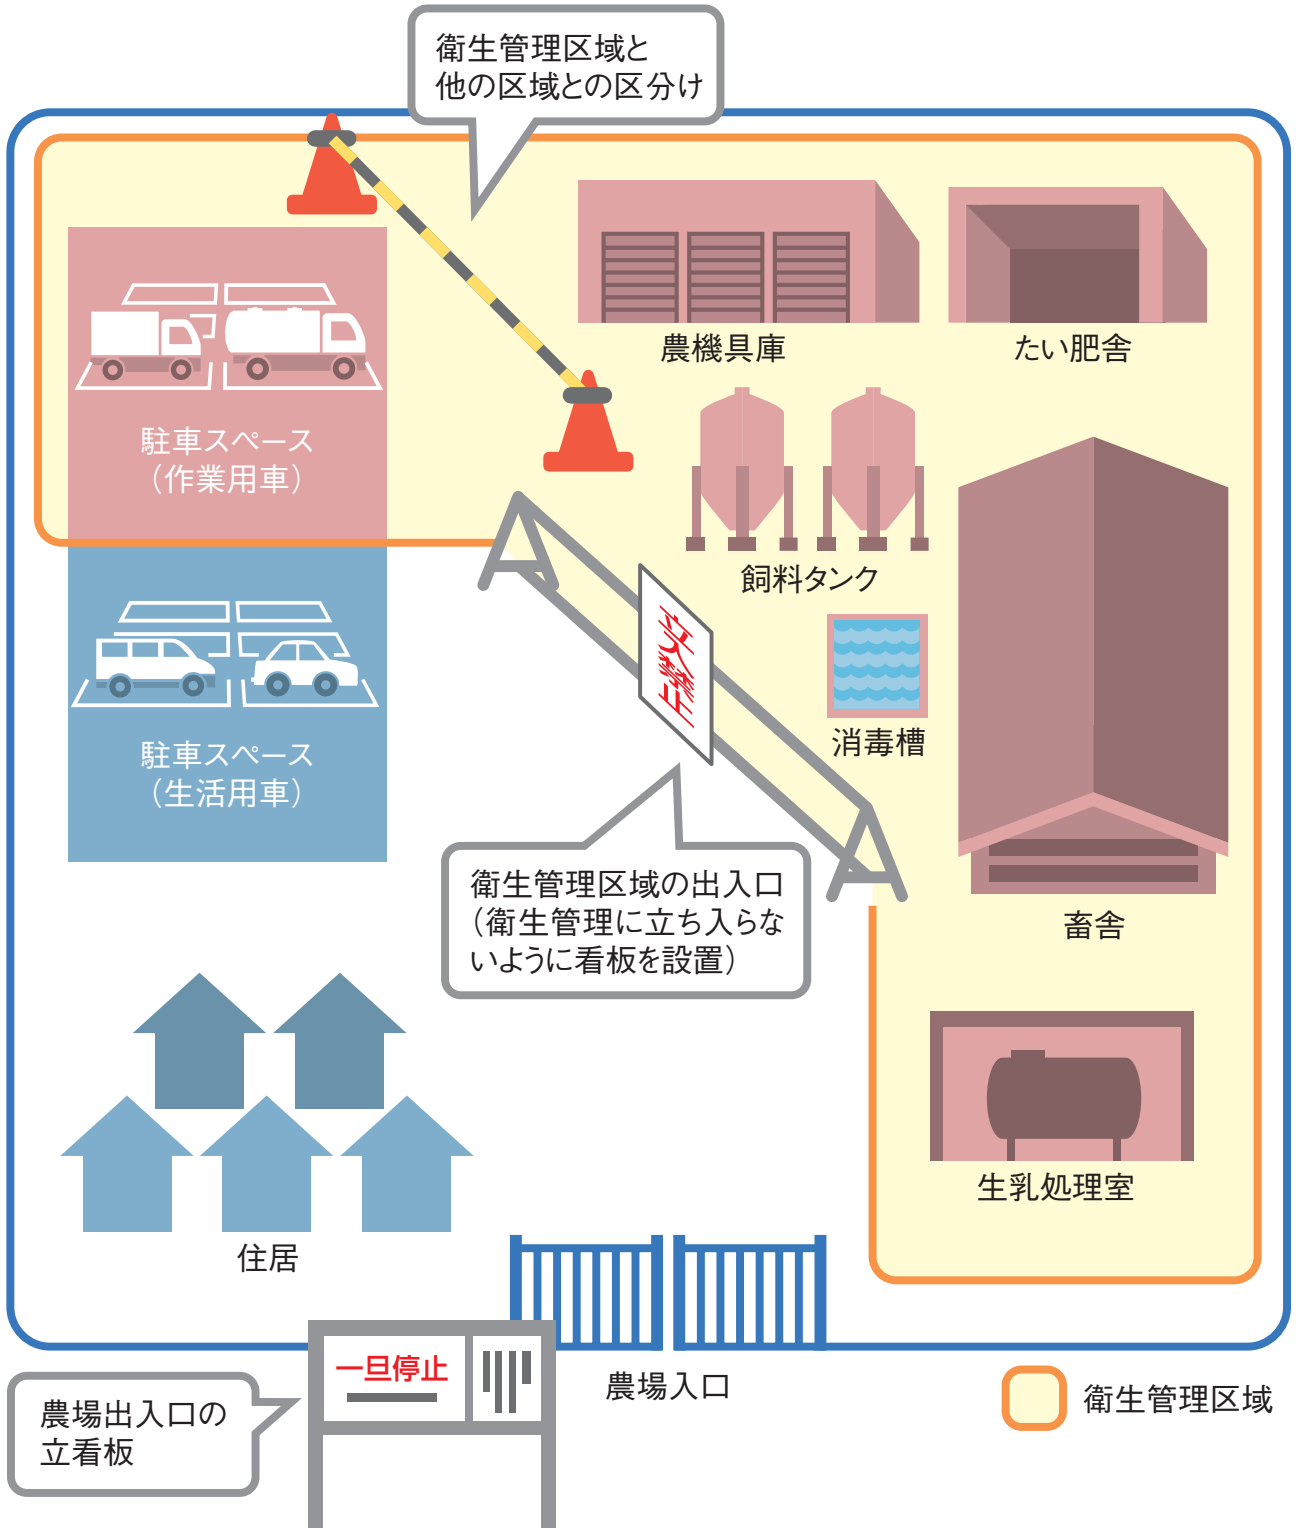 衛生管理区域と
他の区域との区分け
農機具庫
たい肥舎
駐車スペース
（作業用車）
飼料タンク
立入禁止
消毒槽
駐車スペース
（生活用車）
衛生管理区域の出入口
（衛生管理に立ち入らな
いように看板を設置）
畜舎
生乳処理室
住居
一旦停止
農場入口
農場出入口の
立看板
衛生管理区域